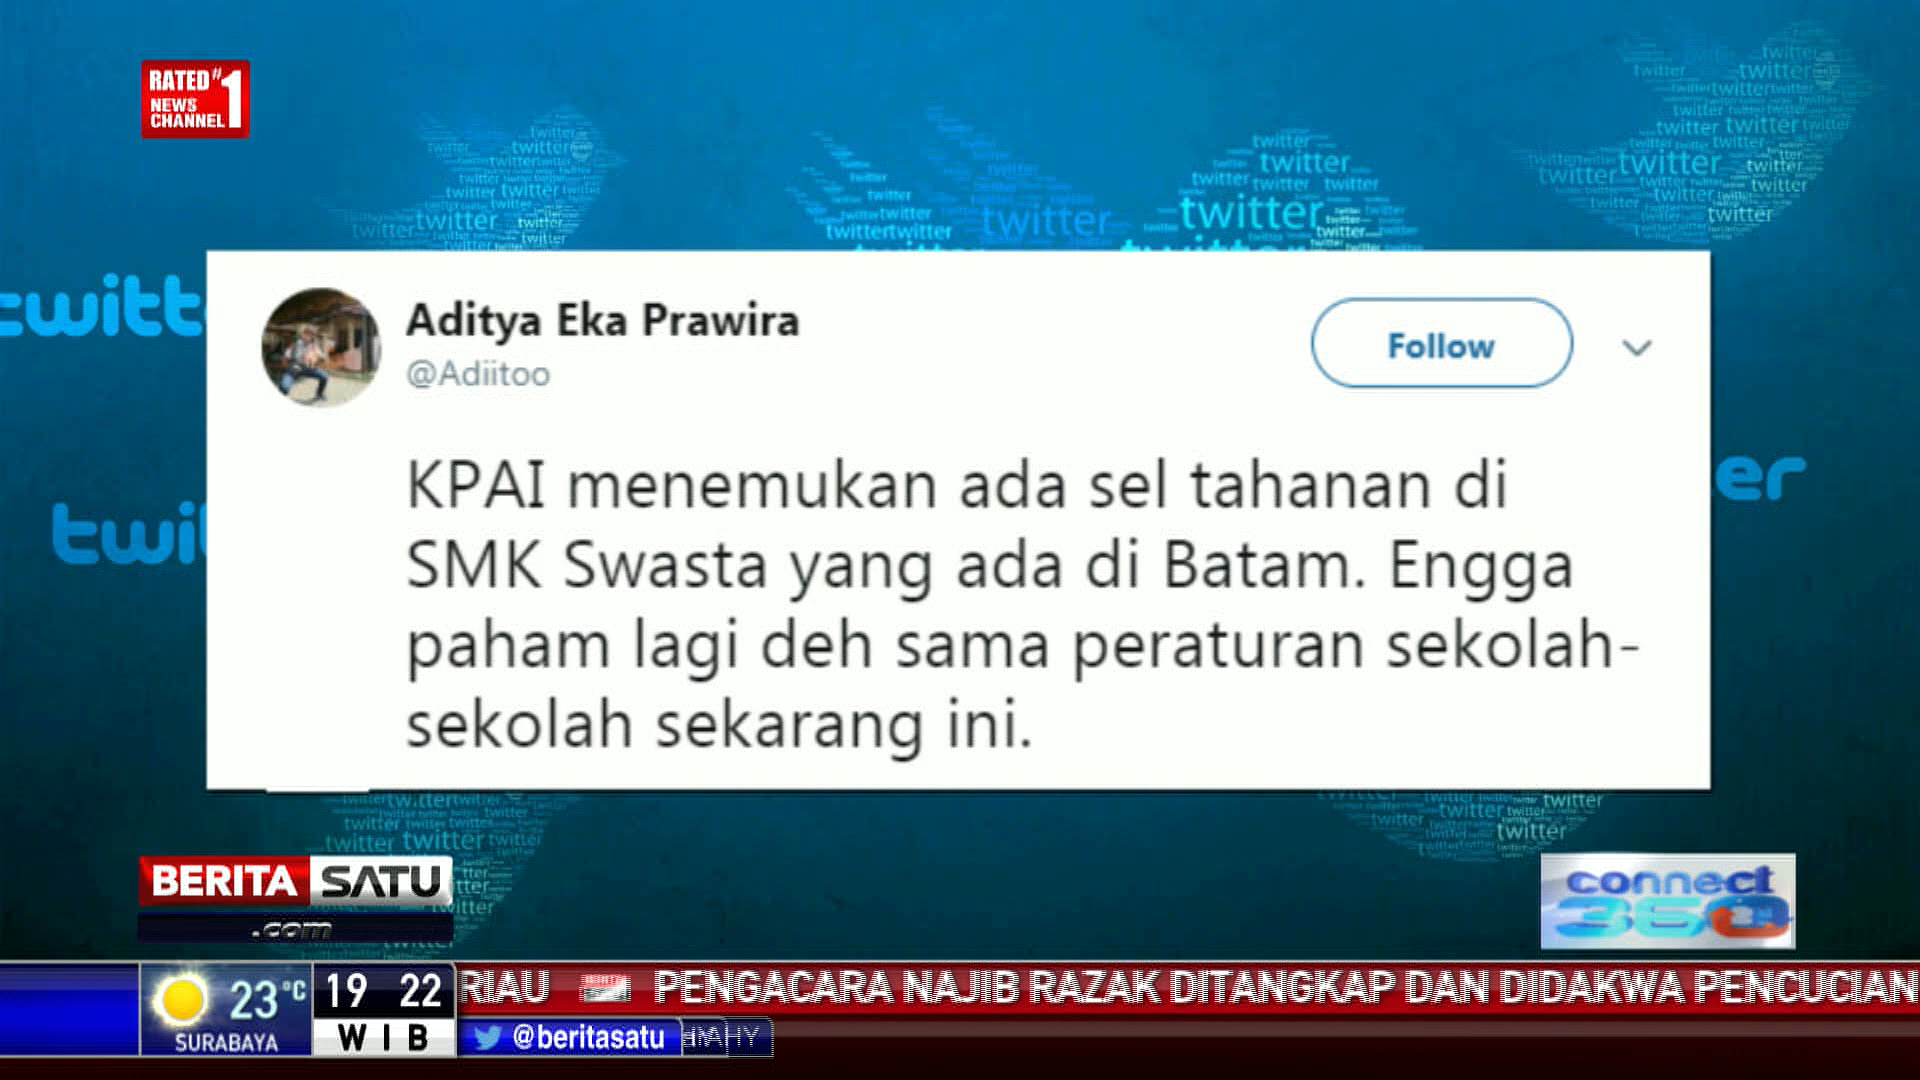 RATED #1
NEWS
CHANNEL
Aditya Eka Prawira
@Adiitoo
Follow
KPAI menemukan ada sel tahanan di
SMK Swasta yang ada di Batam. Engga
paham lagi deh sama peraturan sekolah-
sekolah sekarang ini.
BERITA SATU
.com
connect
360
23°C
SURABAYA
19 22
WIB
RIAU
PENGACARA NAJIB RAZAK DITANGKAP DAN DIDAKWA PENCUCIAN
@beritasatu
twitter